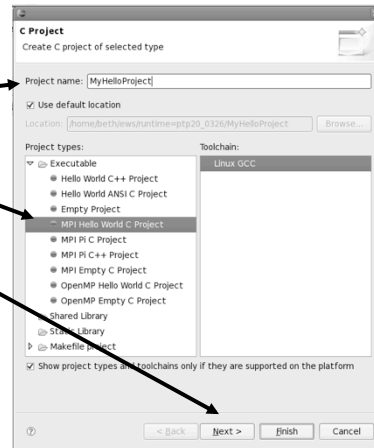 C Project
Create C project of selected type
Project name: MyHelloProject
Use default location
Location: /home/beth/ews/runtime=ptp20_0326/MyHelloProject Browse...
Project types: Toolchain:
Executable Linux GCC
Hello World C++ Project
Hello World ANSI C Project
Empty Project
MPI Hello World C Project
MPI Pi C Project
MPI Pi C++ Project
MPI Empty C Project
OpenMP Hello World C Project
OpenMP Empty C Project
Shared Library
Static Library
Makefile project
Show project types and toolchains only if they are supported on the platform
? < Back Next > Finish Cancel